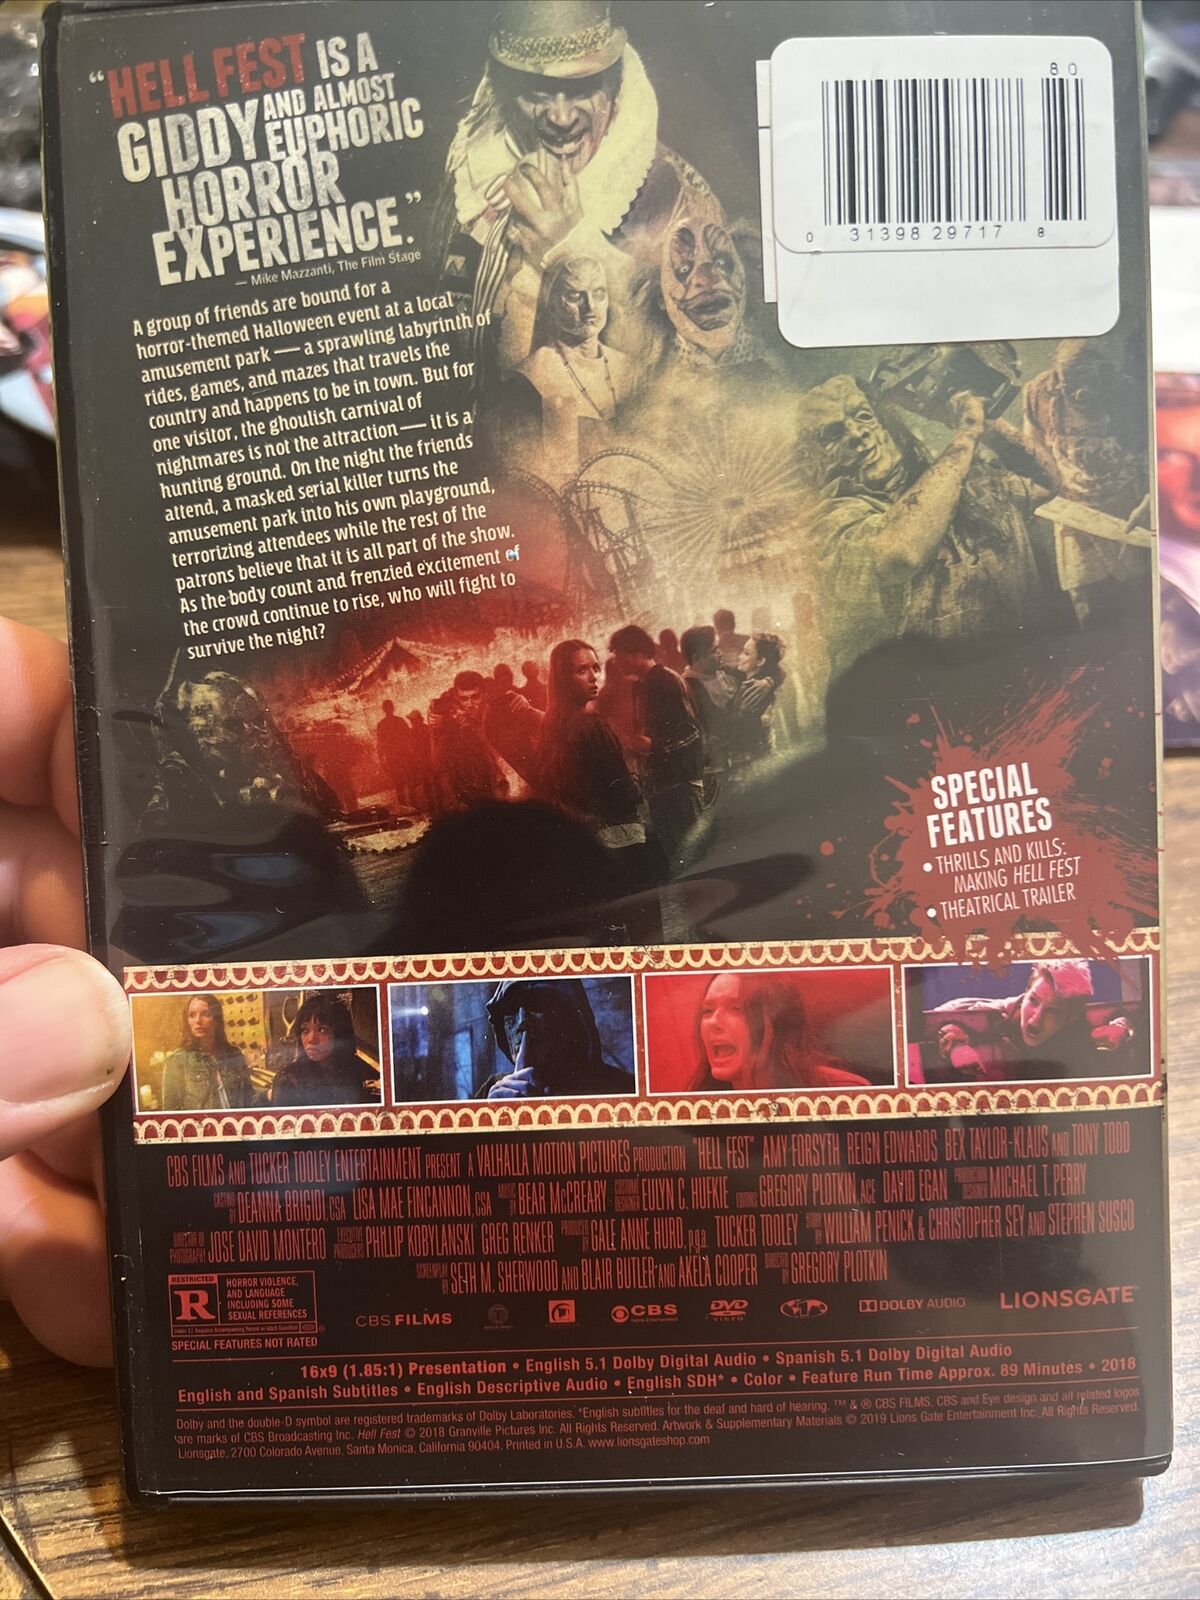 "HELL FEST IS A
GIDDY AND ALMOST
EUPHORIC
HORROR
EXPERIENCE."
— Mike Mazzanti, The Film Stage
A group of friends are bound for a
horror-themed Halloween event at a local
amusement park — a sprawling labyrinth of
rides, games, and mazes that travels the
country and happens to be in town. But for
one visitor, the ghoulish carnival of
nightmares is not the attraction — it is a
hunting ground. On the night the friends
attend, a masked serial killer turns the
amusement park into his own playground,
terrorizing attendees while the rest of the
patrons believe that it is all part of the show.
As the body count and frenzied excitement of
the crowd continue to rise, who will fight to
survive the night?
80
0 31398 29717 8
SPECIAL
FEATURES
• THRILLS AND KILLS:
MAKING HELL FEST
• THEATRICAL TRAILER
CBS FILMS AND TUCKER TOOLEY ENTERTAINMENT PRESENT A VALHALLA MOTION PICTURES PRODUCTION "HELL FEST" AMY FORSYTH REIGN EDWARDS BEX TAYLOR-KLAUS AND TONY TODD
CASTING BY DEANNA BRIGIDI, CSA LISA MAE FINCANNON, CSA MUSIC BY BEAR McCREARY COSTUME DESIGNER EULYN C. HUFKIE EDITORS GREGORY PLOTKIN, ACE DAVID EGAN PRODUCTION DESIGNER MICHAEL T. PERRY
DIRECTOR OF PHOTOGRAPHY JOSE DAVID MONTERO EXECUTIVE PRODUCERS PHILLIP KOBYLANSKI GREG RENKER PRODUCED BY GALE ANNE HURD, p.g.a. TUCKER TOOLEY STORY BY WILLIAM PENICK & CHRISTOPHER SEY AND STEPHEN SUSCO
SCREENPLAY BY SETH M. SHERWOOD AND BLAIR BUTLER AND AKELA COOPER DIRECTED BY GREGORY PLOTKIN
RESTRICTED
R
HORROR VIOLENCE,
AND LANGUAGE
INCLUDING SOME
SEXUAL REFERENCES
Under 17 Requires Accompanying Parent or Adult Guardian
SPECIAL FEATURES NOT RATED
CBS FILMS CBS DVD VIDEO DOLBY AUDIO LIONSGATE
16x9 (1.85:1) Presentation • English 5.1 Dolby Digital Audio • Spanish 5.1 Dolby Digital Audio
English and Spanish Subtitles • English Descriptive Audio • English SDH* • Color • Feature Run Time Approx. 89 Minutes • 2018
Dolby and the double-D symbol are registered trademarks of Dolby Laboratories. *English subtitles for the deaf and hard of hearing. ™ & ® CBS FILMS, CBS and Eye design and all related logos
are marks of CBS Broadcasting Inc. Hell Fest © 2018 Granville Pictures Inc. All Rights Reserved. Artwork & Supplementary Materials © 2019 Lions Gate Entertainment Inc. All Rights Reserved.
Lionsgate, 2700 Colorado Avenue, Santa Monica, California 90404. Printed in U.S.A. www.lionsgateshop.com